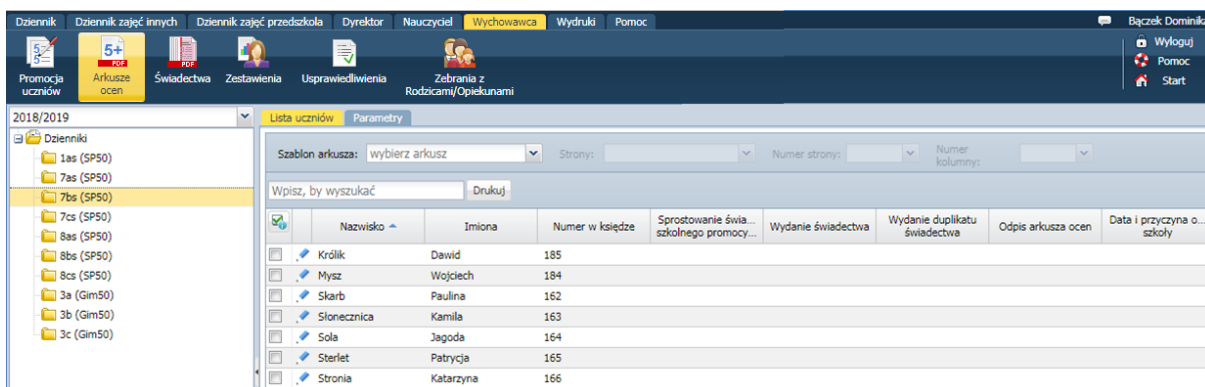 Dziennik Dziennik zajęć innych Dziennik zajęć przedszkola Dyrektor Nauczyciel Wychowawca Wydruki Pomoc Bączek Dominika
5 5+ PDF PDF
Promocja uczniów
Arkusze ocen
Świadectwa
Zestawienia
Usprawiedliwienia
Zebrania z Rodzicami/Opiekunami
Wyloguj
Pomoc
Start
2018/2019
Dzienniki
1as (SP50)
7as (SP50)
7bs (SP50)
7cs (SP50)
8as (SP50)
8bs (SP50)
8cs (SP50)
3a (Gim50)
3b (Gim50)
3c (Gim50)
Lista uczniów Parametry
Szablon arkusza: wybierz arkusz Strony: Numer strony: Numer kolumny:
Wpisz, by wyszukać Drukuj
Nazwisko Imiona Numer w księdze Sprostowanie świa... szkolnego promocy... Wydanie świadectwa Wydanie duplikatu świadectwa Odpis arkusza ocen Data i przyczyna o... szkoły
Królik Dawid 185
Mysz Wojciech 184
Skarb Paulina 162
Słonecznica Kamila 163
Sola Jagoda 164
Sterlet Patrycja 165
Stronia Katarzyna 166